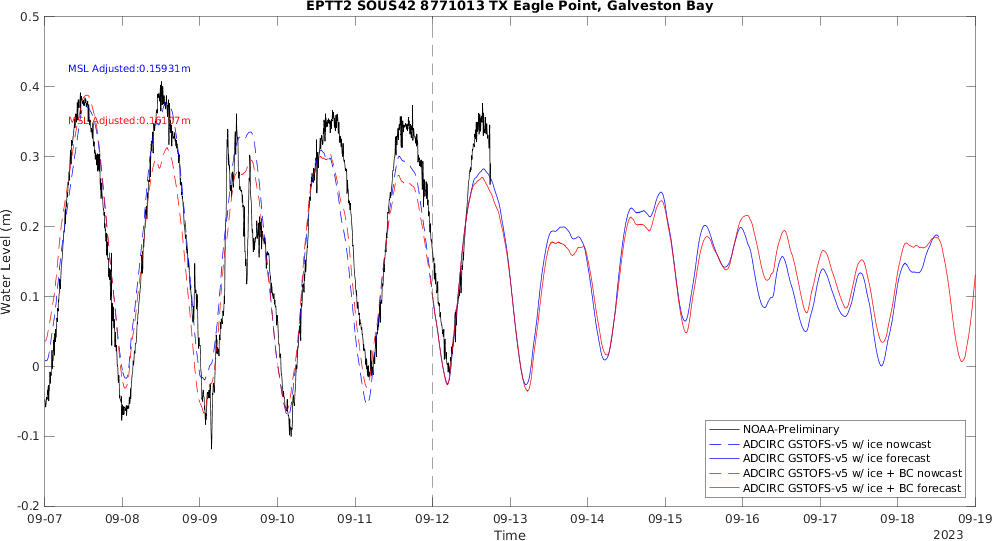 EPTT2 SOUS42 8771013 TX Eagle Point, Galveston Bay
0.5
0.4
0.3
0.2
0.1
0
-0.1
-0.2
Water Level (m)
MSL Adjusted:0.15931m
MSL Adjusted:0.16107m
NOAA-Preliminary
ADCIRC GSTOFS-v5 w/ ice nowcast
ADCIRC GSTOFS-v5 w/ ice forecast
ADCIRC GSTOFS-v5 w/ ice + BC nowcast
ADCIRC GSTOFS-v5 w/ ice + BC forecast
09-07 09-08 09-09 09-10 09-11 09-12 09-13 09-14 09-15 09-16 09-17 09-18 09-19
Time
2023